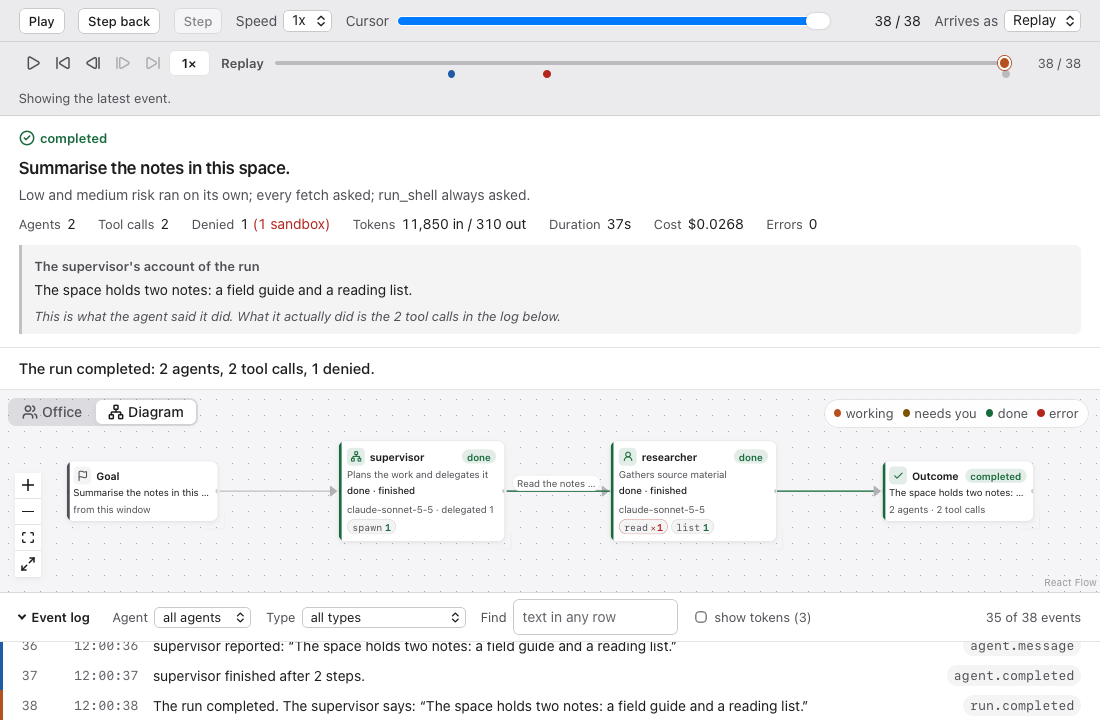 Play Step back Step Speed 1x Cursor 38 / 38 Arrives as Replay
1x Replay 38 / 38
Showing the latest event.
completed
Summarise the notes in this space.
Low and medium risk ran on its own; every fetch asked; run_shell always asked.
Agents 2 Tool calls 2 Denied 1 (1 sandbox) Tokens 11,850 in / 310 out Duration 37s Cost $0.0268 Errors 0
The supervisor's account of the run
The space holds two notes: a field guide and a reading list.
This is what the agent said it did. What it actually did is the 2 tool calls in the log below.
The run completed: 2 agents, 2 tool calls, 1 denied.
Office Diagram working needs you done error
Goal
Summarise the notes in this ...
from this window
supervisor done
Plans the work and delegates it
done · finished
claude-sonnet-5-5 · delegated 1
spawn 1
Read the notes ...
researcher done
Gathers source material
done · finished
claude-sonnet-5-5
read ×1 list 1
Outcome completed
The space holds two notes: ...
2 agents · 2 tool calls
React Flow
Event log Agent all agents Type all types Find text in any row show tokens (3) 35 of 38 events
36 12:00:36 supervisor reported: “The space holds two notes: a field guide and a reading list.” agent.message
37 12:00:37 supervisor finished after 2 steps. agent.completed
38 12:00:38 The run completed. The supervisor says: “The space holds two notes: a field guide and a reading list.” run.completed